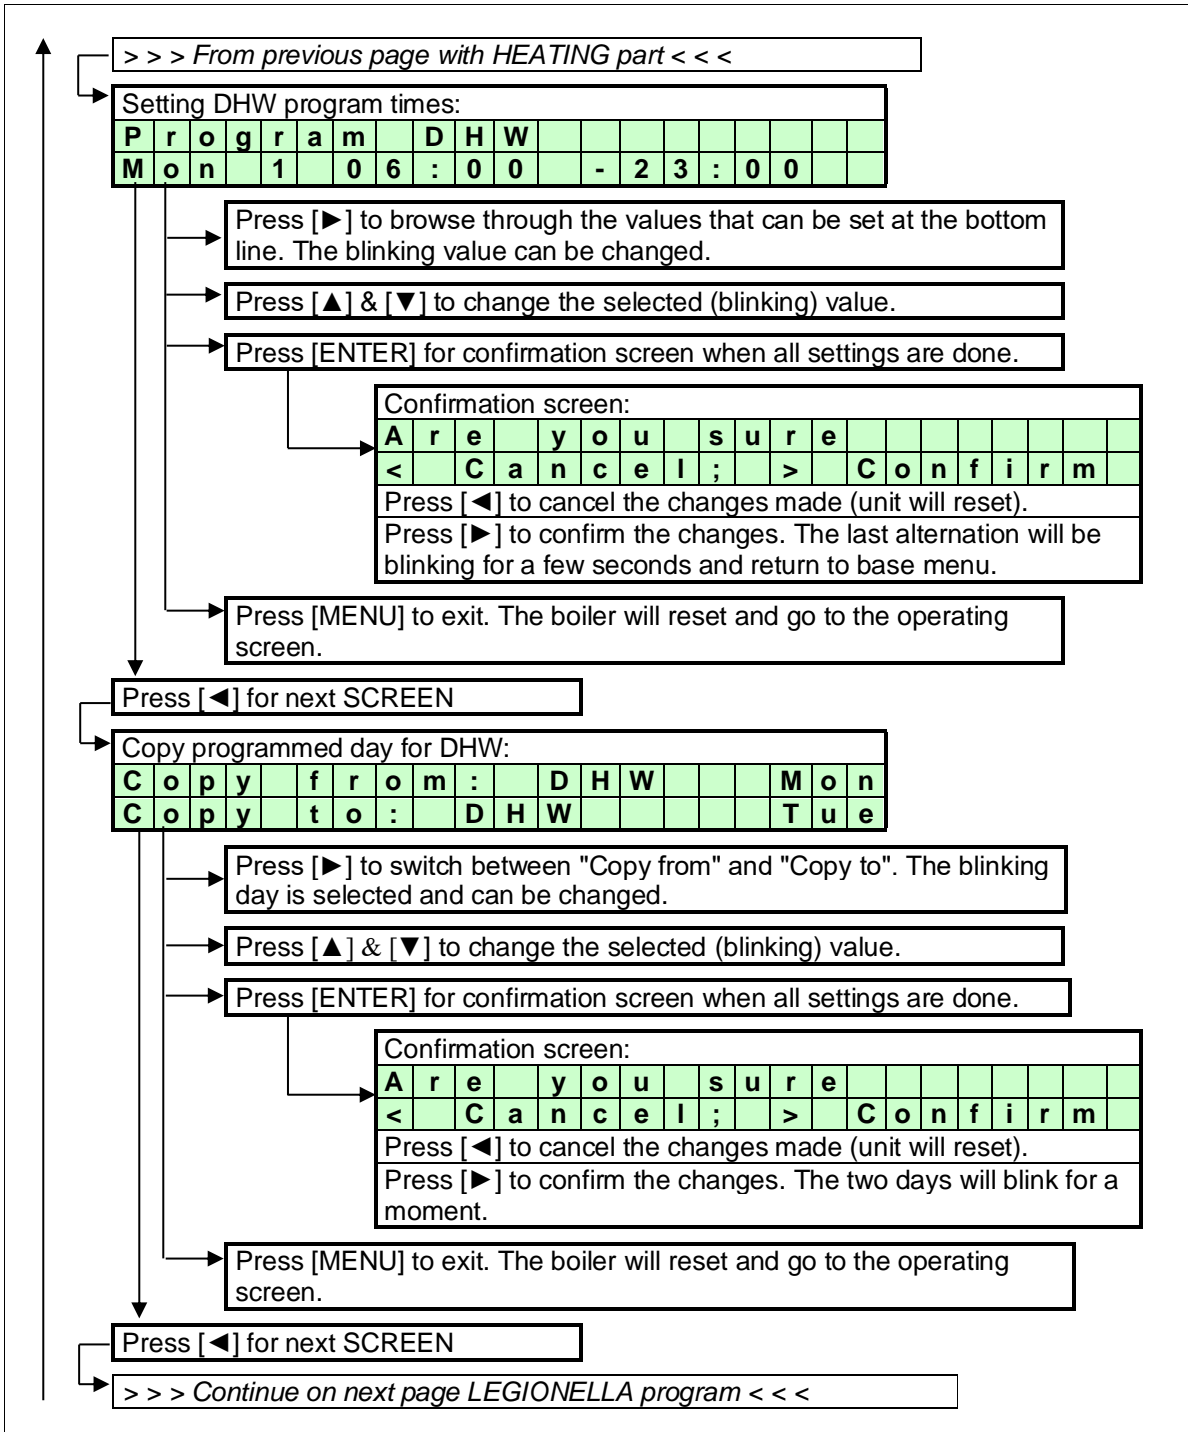 > > > From previous page with HEATING part < < <
Setting DHW program times:
Program DHW
Mon 1 06:00 -23:00
Press [►] to browse through the values that can be set at the bottom
line. The blinking value can be changed.
Press [▲] & [▼] to change the selected (blinking) value.
Press [ENTER] for confirmation screen when all settings are done.
Confirmation screen:
Are you sure
< Cancel; > Confirm
Press [◄] to cancel the changes made (unit will reset).
Press [►] to confirm the changes. The last alternation will be
blinking for a few seconds and return to base menu.
Press [MENU] to exit. The boiler will reset and go to the operating
screen.
Press [◄] for next SCREEN
Copy programmed day for DHW:
Copy from: DHW Mon
Copy to: DHW Tue
Press [►] to switch between "Copy from" and "Copy to". The blinking
day is selected and can be changed.
Press [▲] & [▼] to change the selected (blinking) value.
Press [ENTER] for confirmation screen when all settings are done.
Confirmation screen:
Are you sure
< Cancel; > Confirm
Press [◄] to cancel the changes made (unit will reset).
Press [►] to confirm the changes. The two days will blink for a
moment.
Press [MENU] to exit. The boiler will reset and go to the operating
screen.
Press [◄] for next SCREEN
> > > Continue on next page LEGIONELLA program < < <